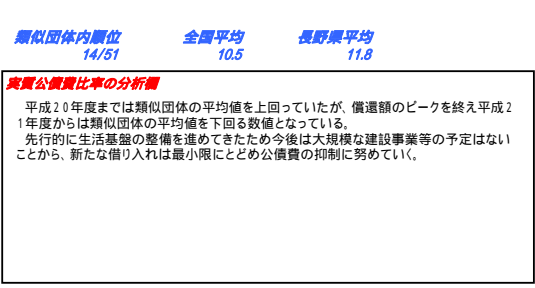 類似団体内順位 全国平均 長野県平均
14/51 10.5 11.8
実質公債費比率の分析欄
　平成２０年度までは類似団体の平均値を上回っていたが、償還額のピークを終え平成２
１年度からは類似団体の平均値を下回る数値となっている。
　先行的に生活基盤の整備を進めてきたため今後は大規模な建設事業等の予定はない
ことから、新たな借り入れは最小限にとどめ公債費の抑制に努めていく。